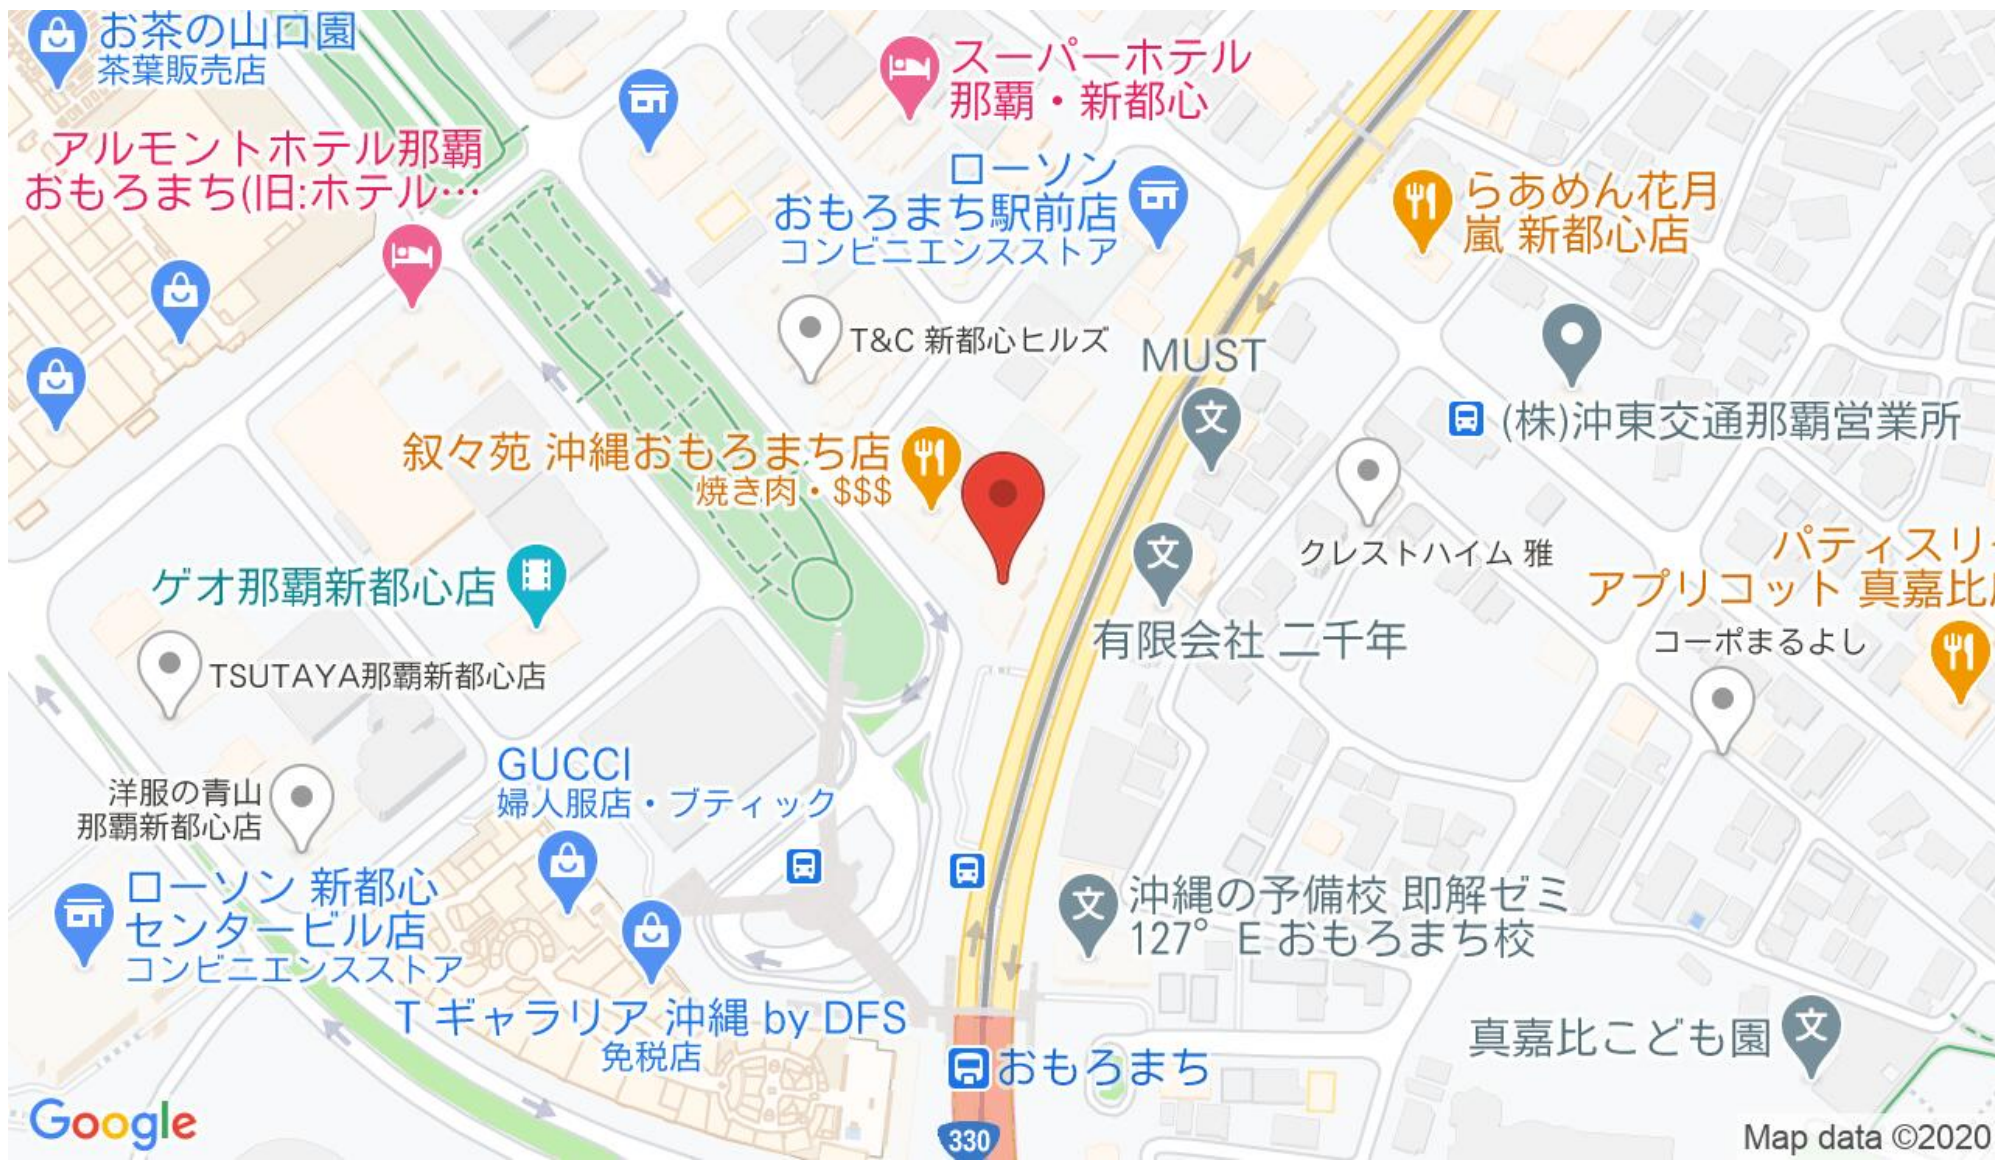 お茶の山口園
茶葉販売店
スーパーホテル
那覇・新都心
アルモントホテル那覇
おもろまち(旧:ホテル…
ローソン
おもろまち駅前店
コンビニエンスストア
らあめん花月
嵐 新都心店
T&C 新都心ヒルズ
MUST
文
(株)沖東交通那覇営業所
叙々苑 沖縄おもろまち店
焼き肉・$$$
文
クレストハイム 雅
パティスリ
アプリコット 真嘉比
ゲオ那覇新都心店
有限会社 二千年
コーポまるよし
TSUTAYA那覇新都心店
GUCCI
婦人服店・ブティック
洋服の青山
那覇新都心店
ローソン 新都心
センタービル店
コンビニエンスストア
文
沖縄の予備校 即解ゼミ
127° E おもろまち校
T ギャラリア 沖縄 by DFS
免税店
おもろまち
真嘉比こども園
文
Google
330
Map data ©2020